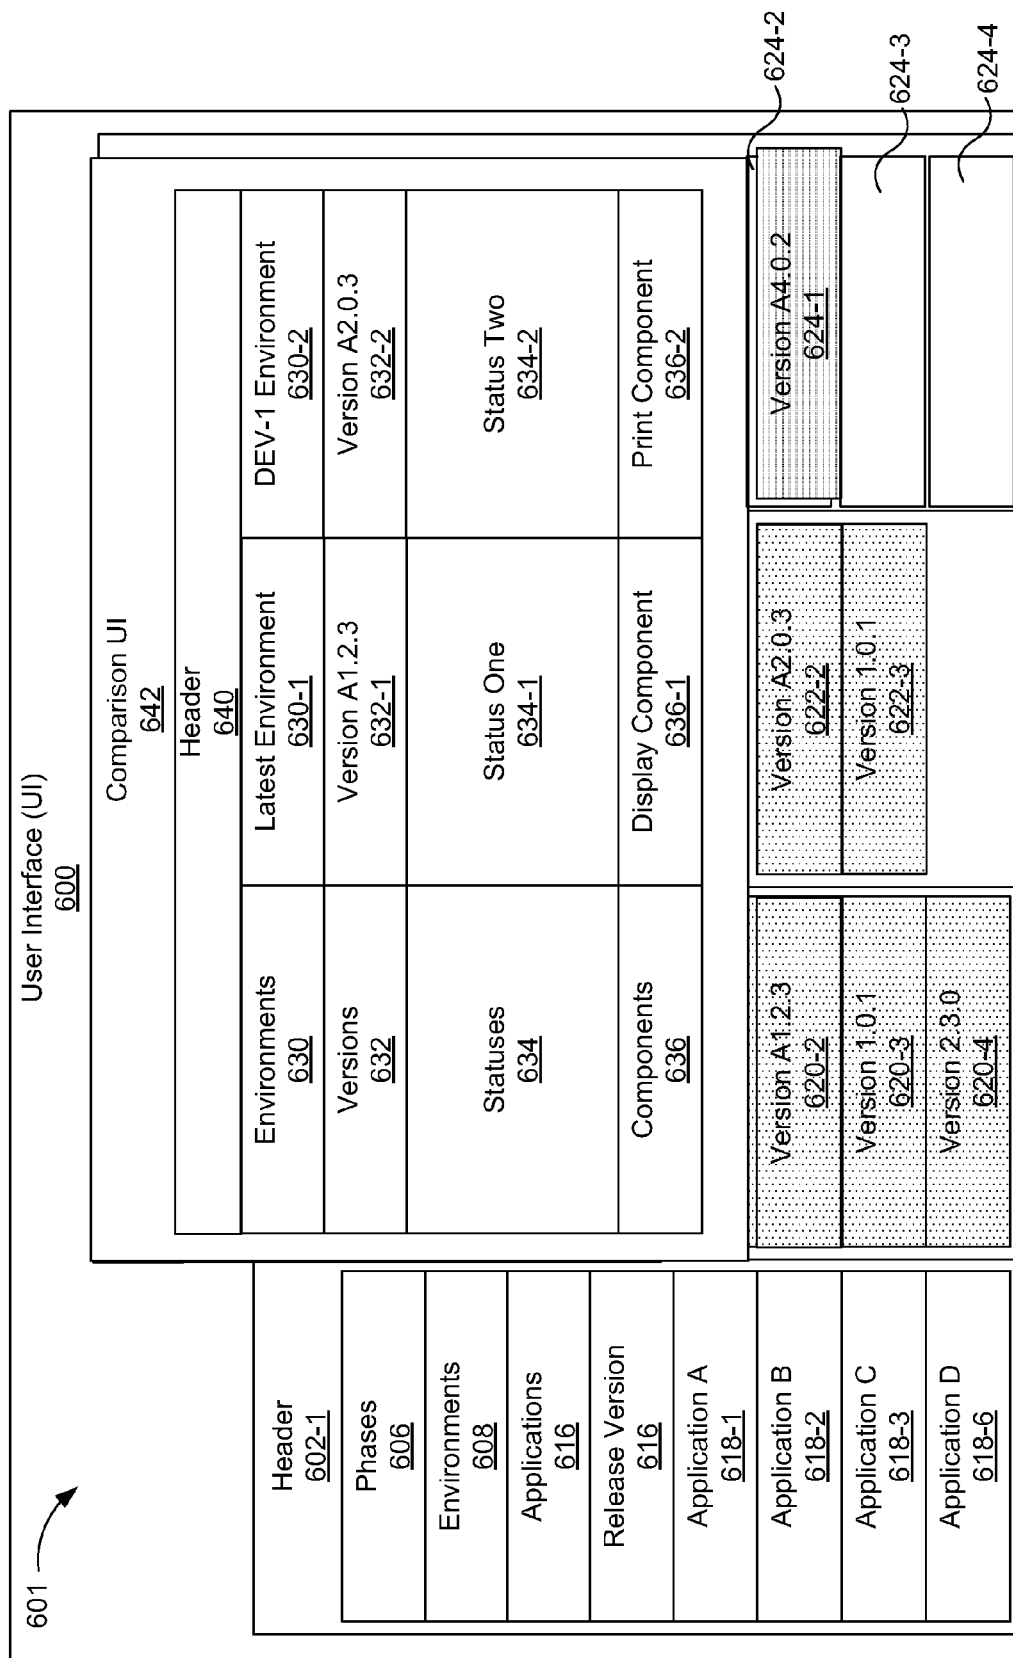 601
User Interface (UI)
600
Comparison UI
642
Header
640
Environments
630
Latest Environment
630-1
DEV-1 Environment
630-2
Versions
632
Version A1.2.3
632-1
Version A2.0.3
632-2
Statuses
634
Status One
634-1
Status Two
634-2
Components
636
Display Component
636-1
Print Component
636-2
Header
602-1
Phases
606
Environments
608
Applications
616
Release Version
616
Application A
618-1
Application B
618-2
Application C
618-3
Application D
618-6
Version A1.2.3
620-2
Version 1.0.1
620-3
Version 2.3.0
620-4
Version A2.0.3
622-2
Version 1.0.1
622-3
Version A4.0.2
624-1
624-2
624-3
624-4